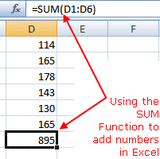 =SUM(D1:D6)
D E F
114
165
178
143
130
165
895
Using the
SUM
Function to
add numbers
in Excel